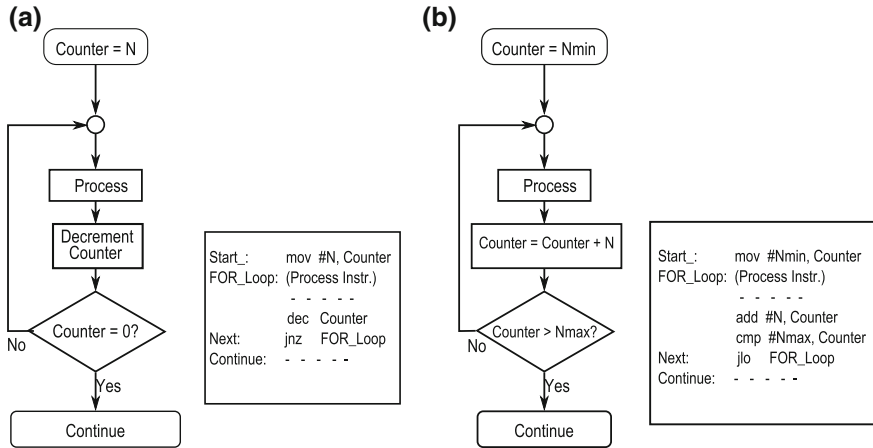 (a)
Counter = N
Process
Decrement
Counter
Counter = 0?
No
Yes
Continue
Start_: mov #N, Counter
FOR_Loop: (Process Instr.)
- - - - -
dec Counter
Next: jnz FOR_Loop
Continue: - - - - -
(b)
Counter = Nmin
Process
Counter = Counter + N
Counter > Nmax?
No
Yes
Continue
Start_: mov #Nmin, Counter
FOR_Loop: (Process Instr.)
- - - - -
add #N, Counter
cmp #Nmax, Counter
Next: jlo FOR_Loop
Continue: - - - - -